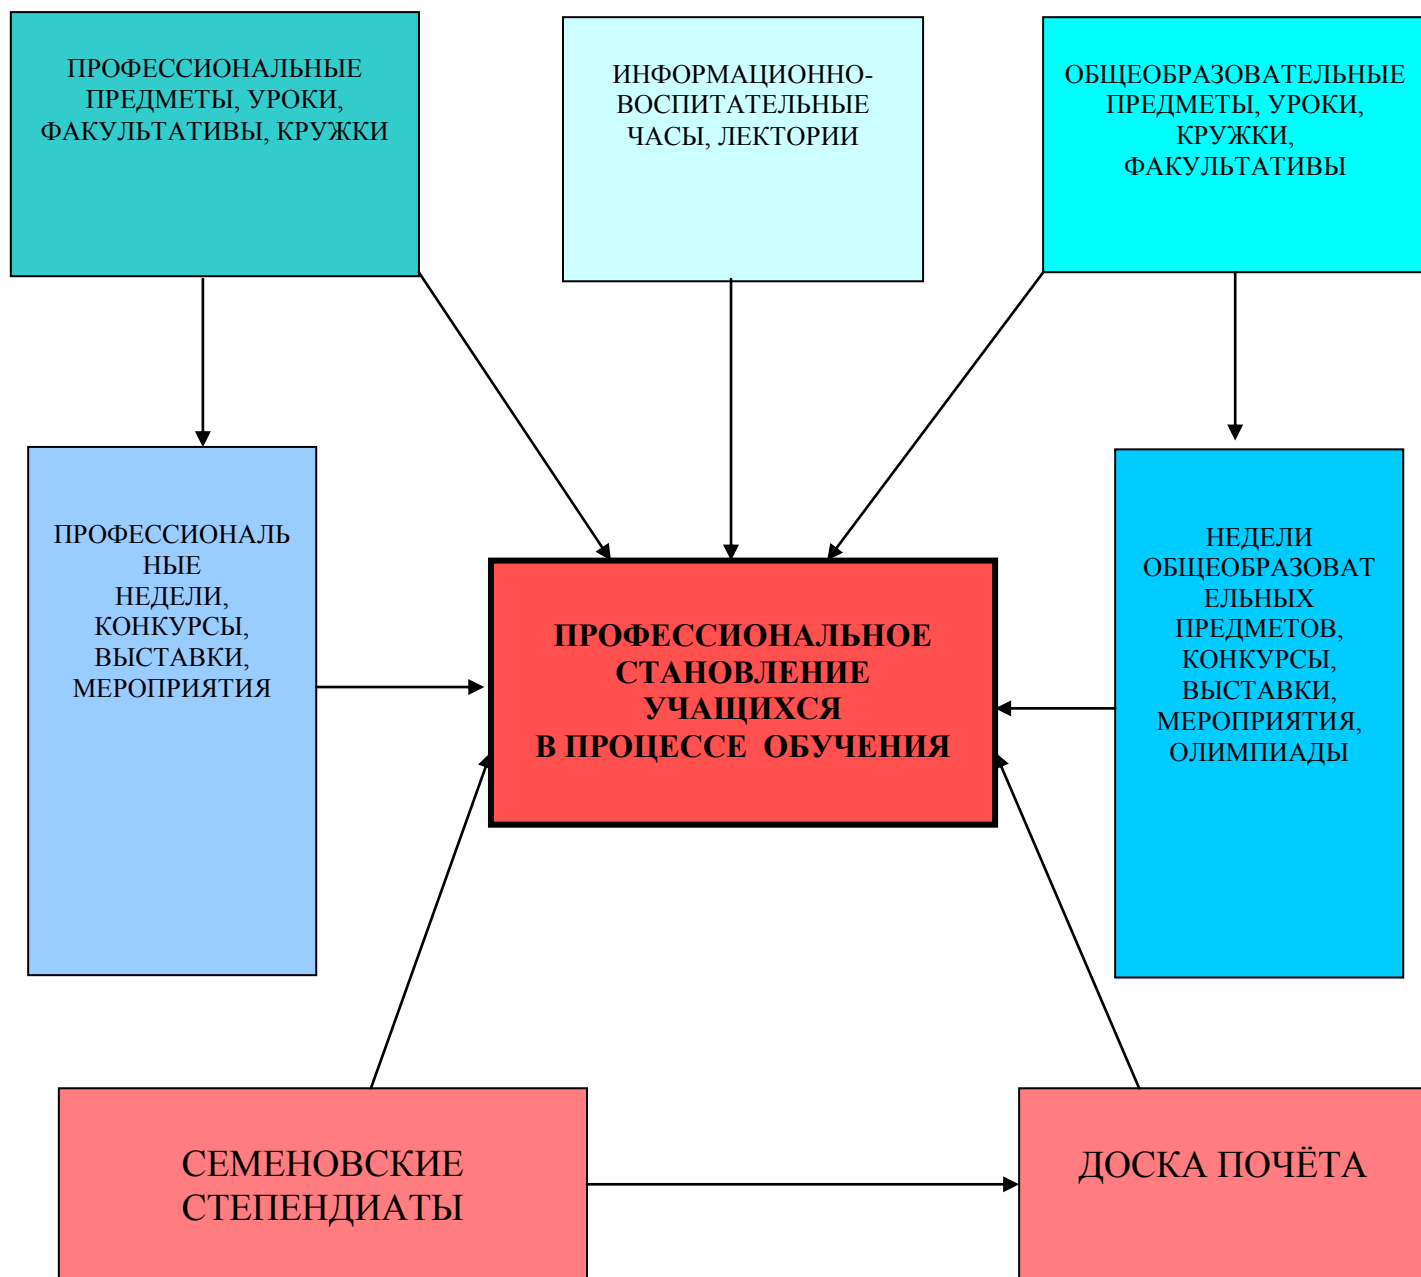 ПРОФЕССИОНАЛЬНЫЕ
ПРЕДМЕТЫ, УРОКИ,
ФАКУЛЬТАТИВЫ, КРУЖКИ
ИНФОРМАЦИОННО-
ВОСПИТАТЕЛЬНЫЕ
ЧАСЫ, ЛЕКТОРИИ
ОБЩЕОБРАЗОВАТЕЛЬНЫЕ
ПРЕДМЕТЫ, УРОКИ,
КРУЖКИ,
ФАКУЛЬТАТИВЫ
ПРОФЕССИОНАЛЬ
НЫЕ
НЕДЕЛИ,
КОНКУРСЫ,
ВЫСТАВКИ,
МЕРОПРИЯТИЯ
ПРОФЕССИОНАЛЬНОЕ
СТАНОВЛЕНИЕ
УЧАЩИХСЯ
В ПРОЦЕССЕ ОБУЧЕНИЯ
НЕДЕЛИ
ОБЩЕОБРАЗОВАТ
ЕЛЬНЫХ
ПРЕДМЕТОВ,
КОНКУРСЫ,
ВЫСТАВКИ,
МЕРОПРИЯТИЯ,
ОЛИМПИАДЫ
СЕМЕНОВСКИЕ
СТЕПЕНДИАТЫ
ДОСКА ПОЧЁТА